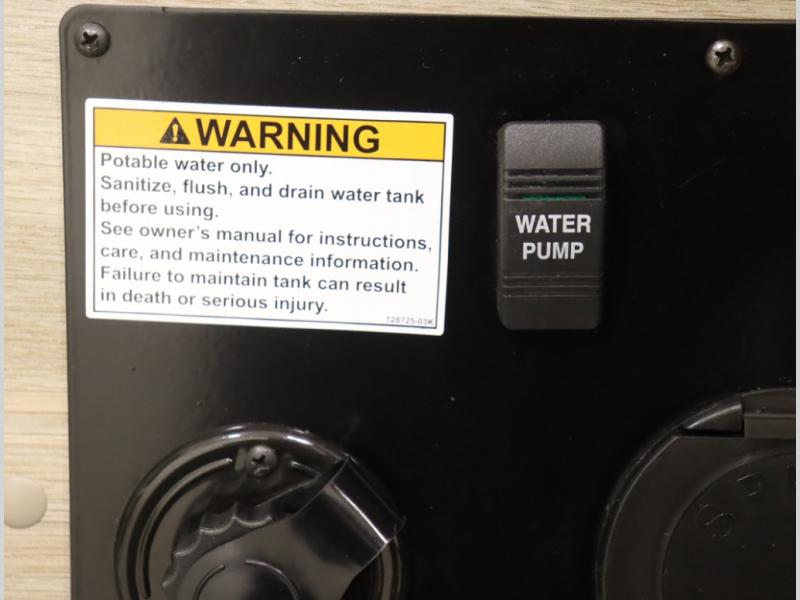 WARNING
Potable water only.
Sanitize, flush, and drain water tank
before using.
See owner's manual for instructions,
care, and maintenance information.
Failure to maintain tank can result
in death or serious injury.
128725-03K
WATER
PUMP